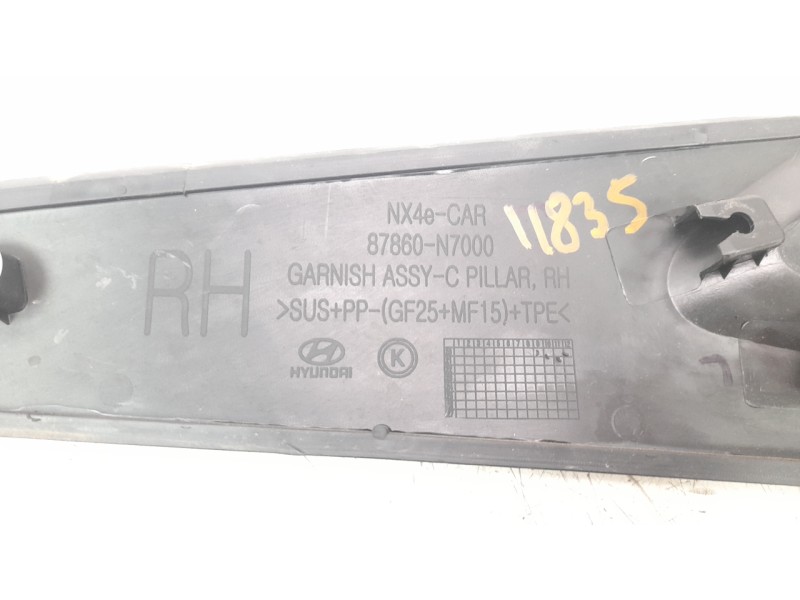 NX4e-CAR
11835
87860-N7000
GARNISH ASSY-C PILLAR, RH
RH
>SUS+PP-(GF25+MF15)+TPE<
HYUNDAI
K